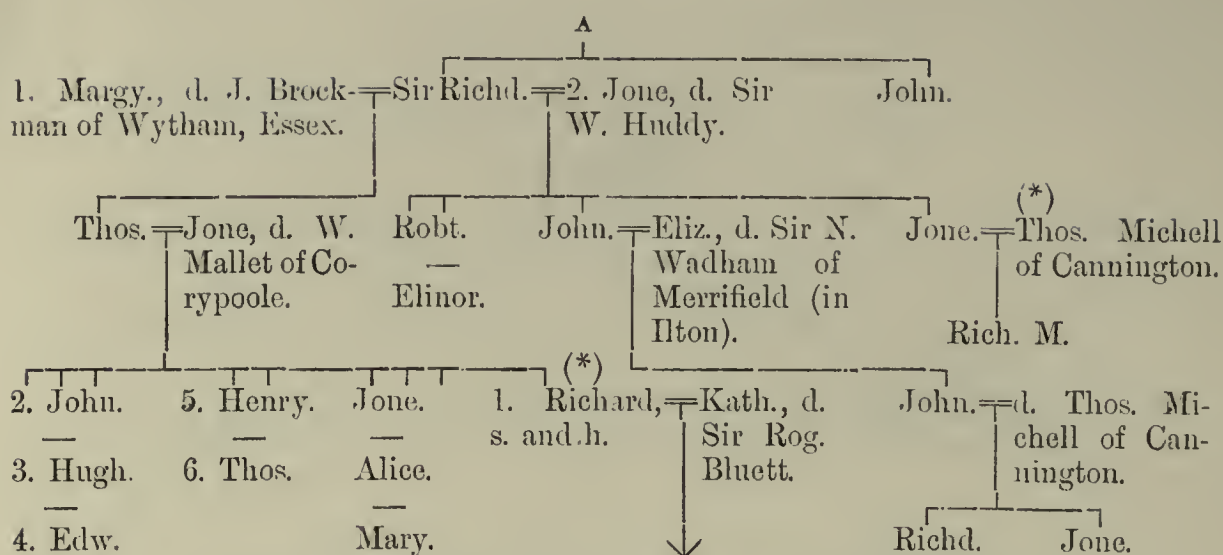 A
1. Margy., d. J. Brock-=Sir Richd.=2. Jone, d. Sir John.
man of Wytham, Essex. W. Huddy.
(*)
Thos.=Jone, d. W. Robt. John.=Eliz., d. Sir N. Jone.=Thos. Michell
Mallet of Co- — Wadham of of Cannington.
rypoole. Elinor. Merrifield (in
Ilton). Rich. M.
(*)
2. John. 5. Henry. Jone. 1. Richard,=Kath., d. John.=d. Thos. Mi-
— — — s. and h. Sir Rog. chell of Can-
3. Hugh. 6. Thos. Alice. Bluett. nington.
— —
4. Edw. Mary. Richd. Jone.